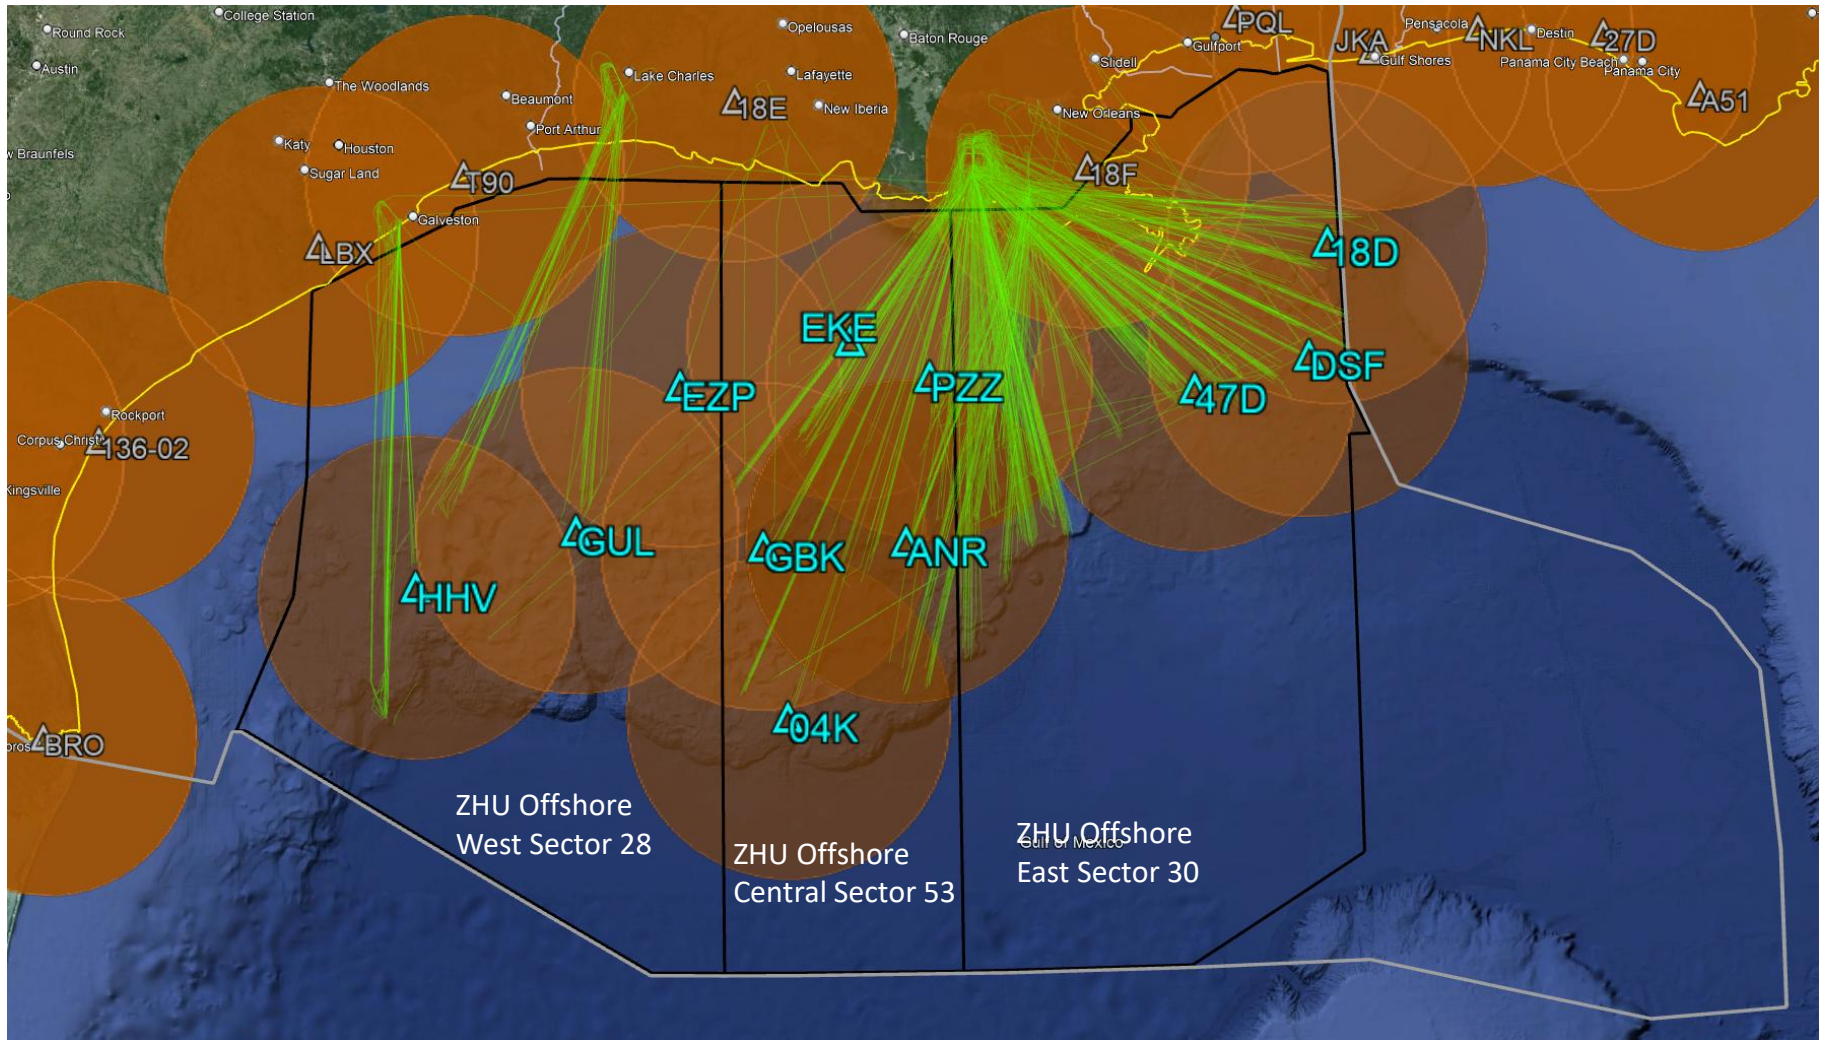 College Station
Round Rock
Austin
The Woodlands
Opelousas
Baton Rouge
PQL
Gulfport
JKA
Pensacola
NKL
Destin
27D
Slidell
Gulf Shores
Panama City Beach
Panama City
Lake Charles
Lafayette
Beaumont
18E
New Iberia
New Orleans
A51
Port Arthur
Katy
Houston
w Braunfels
Sugar Land
T90
18F
Galveston
LBX
18D
EKE
EZP
PZZ
DSF
47D
Rockport
Corpus Christi
136-02
Kingsville
GUL
GBK
ANR
HHV
04K
oros
BRO
ZHU Offshore
West Sector 28
ZHU Offshore
Central Sector 53
ZHU Offshore
East Sector 30
Gulf of Mexico